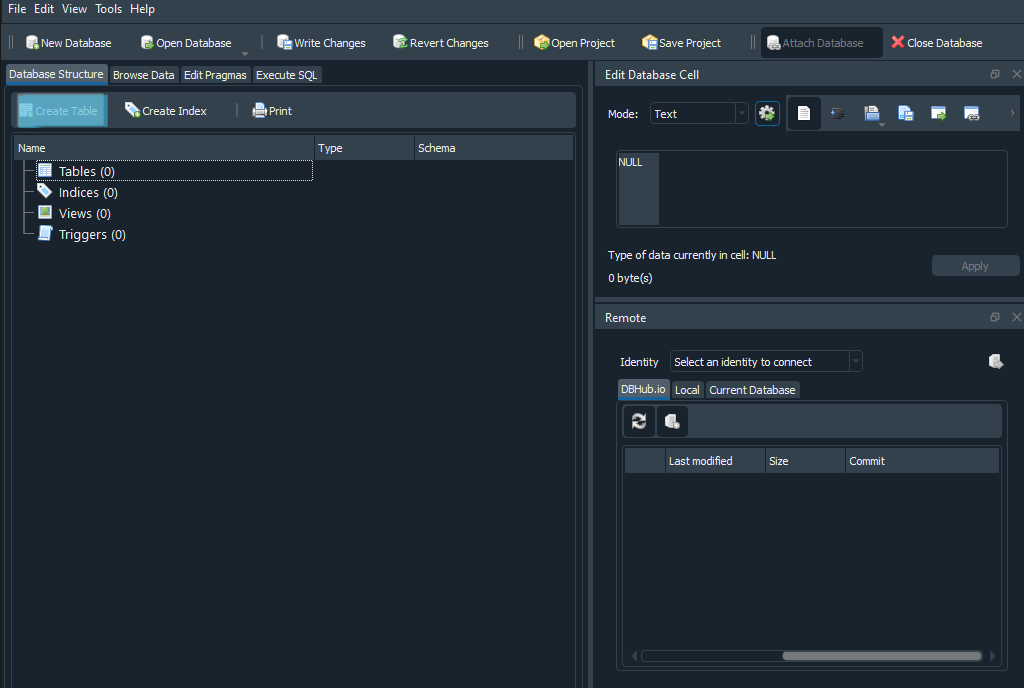 File Edit View Tools Help
New Database Open Database Write Changes Revert Changes Open Project Save Project Attach Database Close Database
Database Structure Browse Data Edit Pragmas Execute SQL
Create Table Create Index Print
Name Type Schema
Tables (0)
Indices (0)
Views (0)
Triggers (0)
Edit Database Cell
Mode: Text
NULL
Type of data currently in cell: NULL
0 byte(s)
Apply
Remote
Identity Select an identity to connect
DBHub.io Local Current Database
Last modified Size Commit